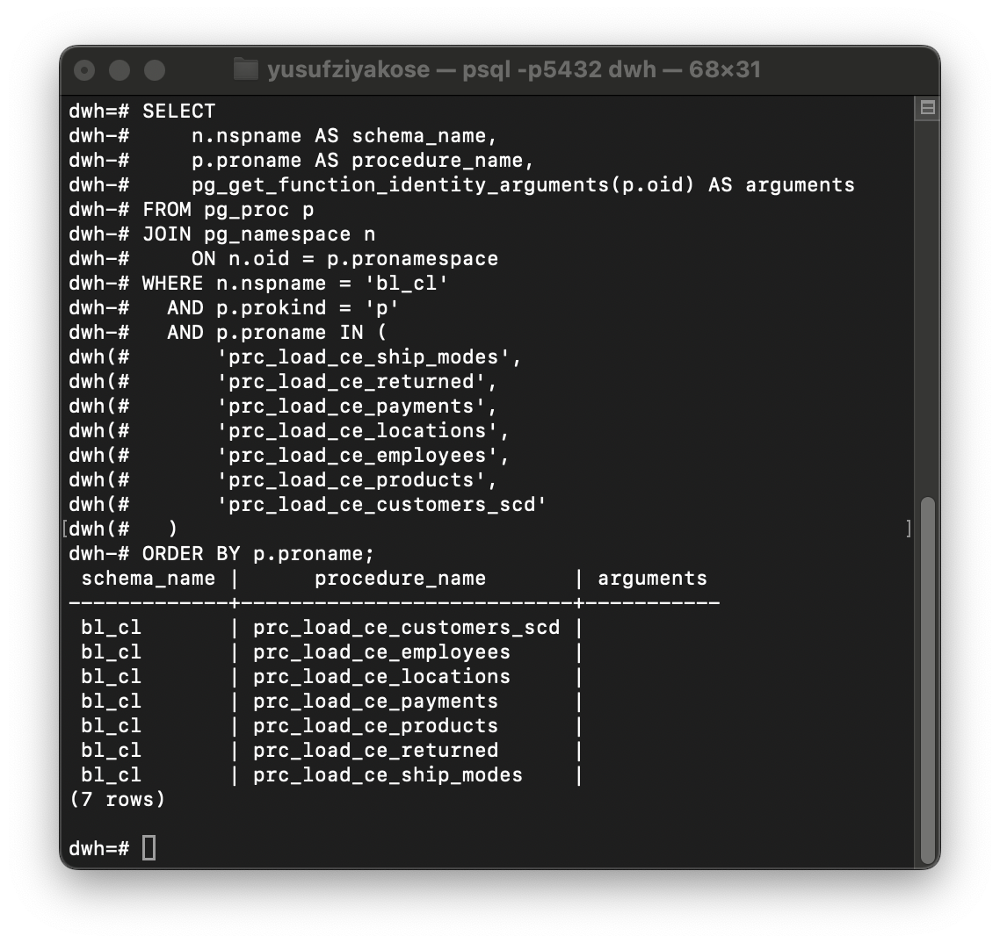 yusufziyakose — psql -p5432 dwh — 68×31
dwh=# SELECT
dwh-#     n.nspname AS schema_name,
dwh-#     p.proname AS procedure_name,
dwh-#     pg_get_function_identity_arguments(p.oid) AS arguments
dwh-# FROM pg_proc p
dwh-# JOIN pg_namespace n
dwh-#     ON n.oid = p.pronamespace
dwh-# WHERE n.nspname = 'bl_cl'
dwh-#   AND p.prokind = 'p'
dwh-#   AND p.proname IN (
dwh(#       'prc_load_ce_ship_modes',
dwh(#       'prc_load_ce_returned',
dwh(#       'prc_load_ce_payments',
dwh(#       'prc_load_ce_locations',
dwh(#       'prc_load_ce_employees',
dwh(#       'prc_load_ce_products',
dwh(#       'prc_load_ce_customers_scd'
[dwh(#   )                                                            ]
dwh-# ORDER BY p.proname;
 schema_name |      procedure_name       | arguments
-------------+---------------------------+-----------
 bl_cl       | prc_load_ce_customers_scd |
 bl_cl       | prc_load_ce_employees     |
 bl_cl       | prc_load_ce_locations     |
 bl_cl       | prc_load_ce_payments      |
 bl_cl       | prc_load_ce_products      |
 bl_cl       | prc_load_ce_returned      |
 bl_cl       | prc_load_ce_ship_modes    |
(7 rows)
dwh=#